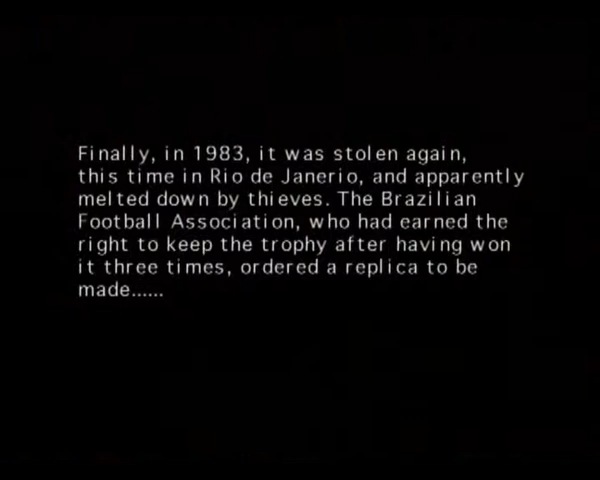 Finally, in 1983, it was stolen again,
this time in Rio de Janerio, and apparently
melted down by thieves. The Brazilian
Football Association, who had earned the
right to keep the trophy after having won
it three times, ordered a replica to be
made......